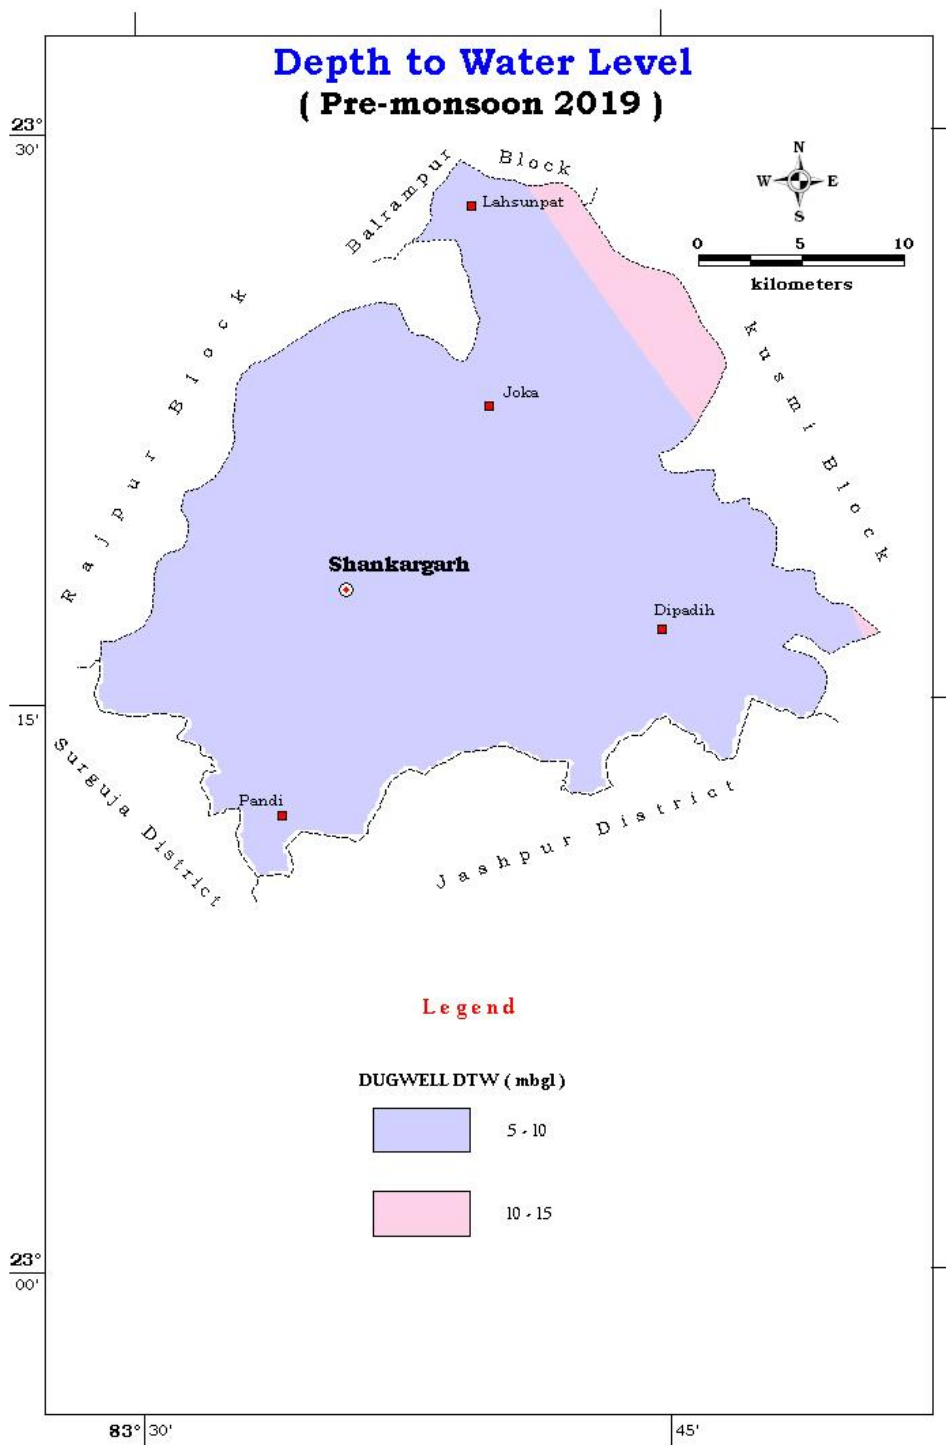 Depth to Water Level
( Pre-monsoon 2019 )
23°
30'
N
W E
S
Balrampur Block
Lahsunpat
0 5 10
kilometers
Rajpur Block
kusmi Block
Joka
Shankargarh
Dipadih
15'
Surguja District
Pandi
Jashpur District
Legend
DUGWELL DTW ( mbgl )
5 - 10
10 - 15
23°
00'
83° 30' 45'